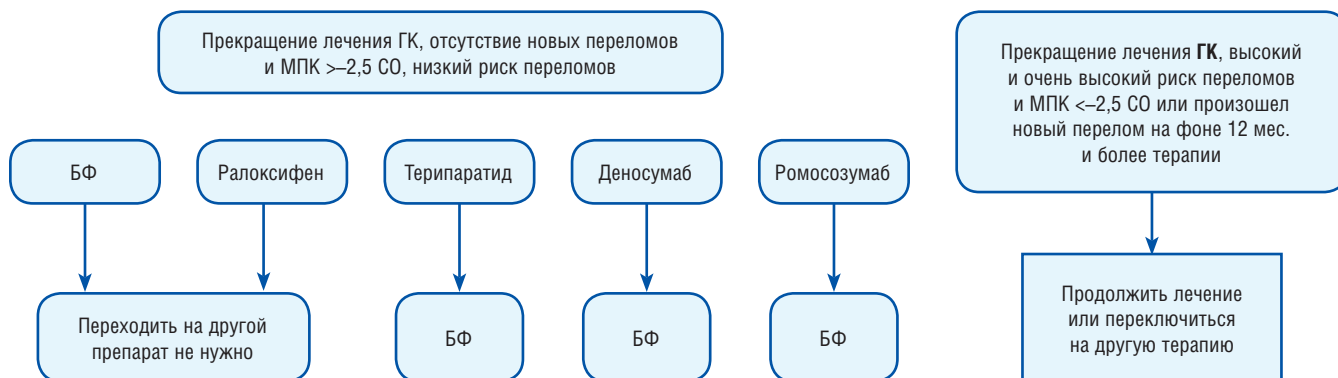 Прекращение лечения ГК, отсутствие новых переломов
и МПК >–2,5 СО, низкий риск переломов
БФ
Ралоксифен
Терипаратид
Деносумаб
Ромосозумаб
Переходить на другой
препарат не нужно
БФ
БФ
БФ
Прекращение лечения ГК, высокий
и очень высокий риск переломов
и МПК <–2,5 СО или произошел
новый перелом на фоне 12 мес.
и более терапии
Продолжить лечение
или переключиться
на другую терапию